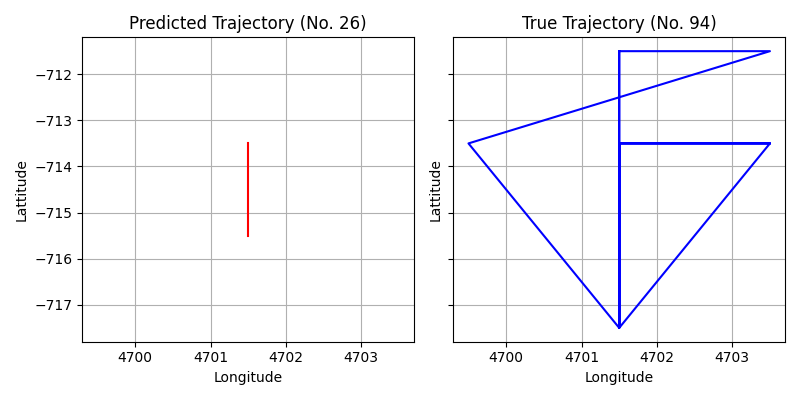 Predicted Trajectory (No. 26)
True Trajectory (No. 94)
Lattitude
−712
−713
−714
−715
−716
−717
4700
4701
4702
4703
Longitude
Lattitude
4700
4701
4702
4703
Longitude